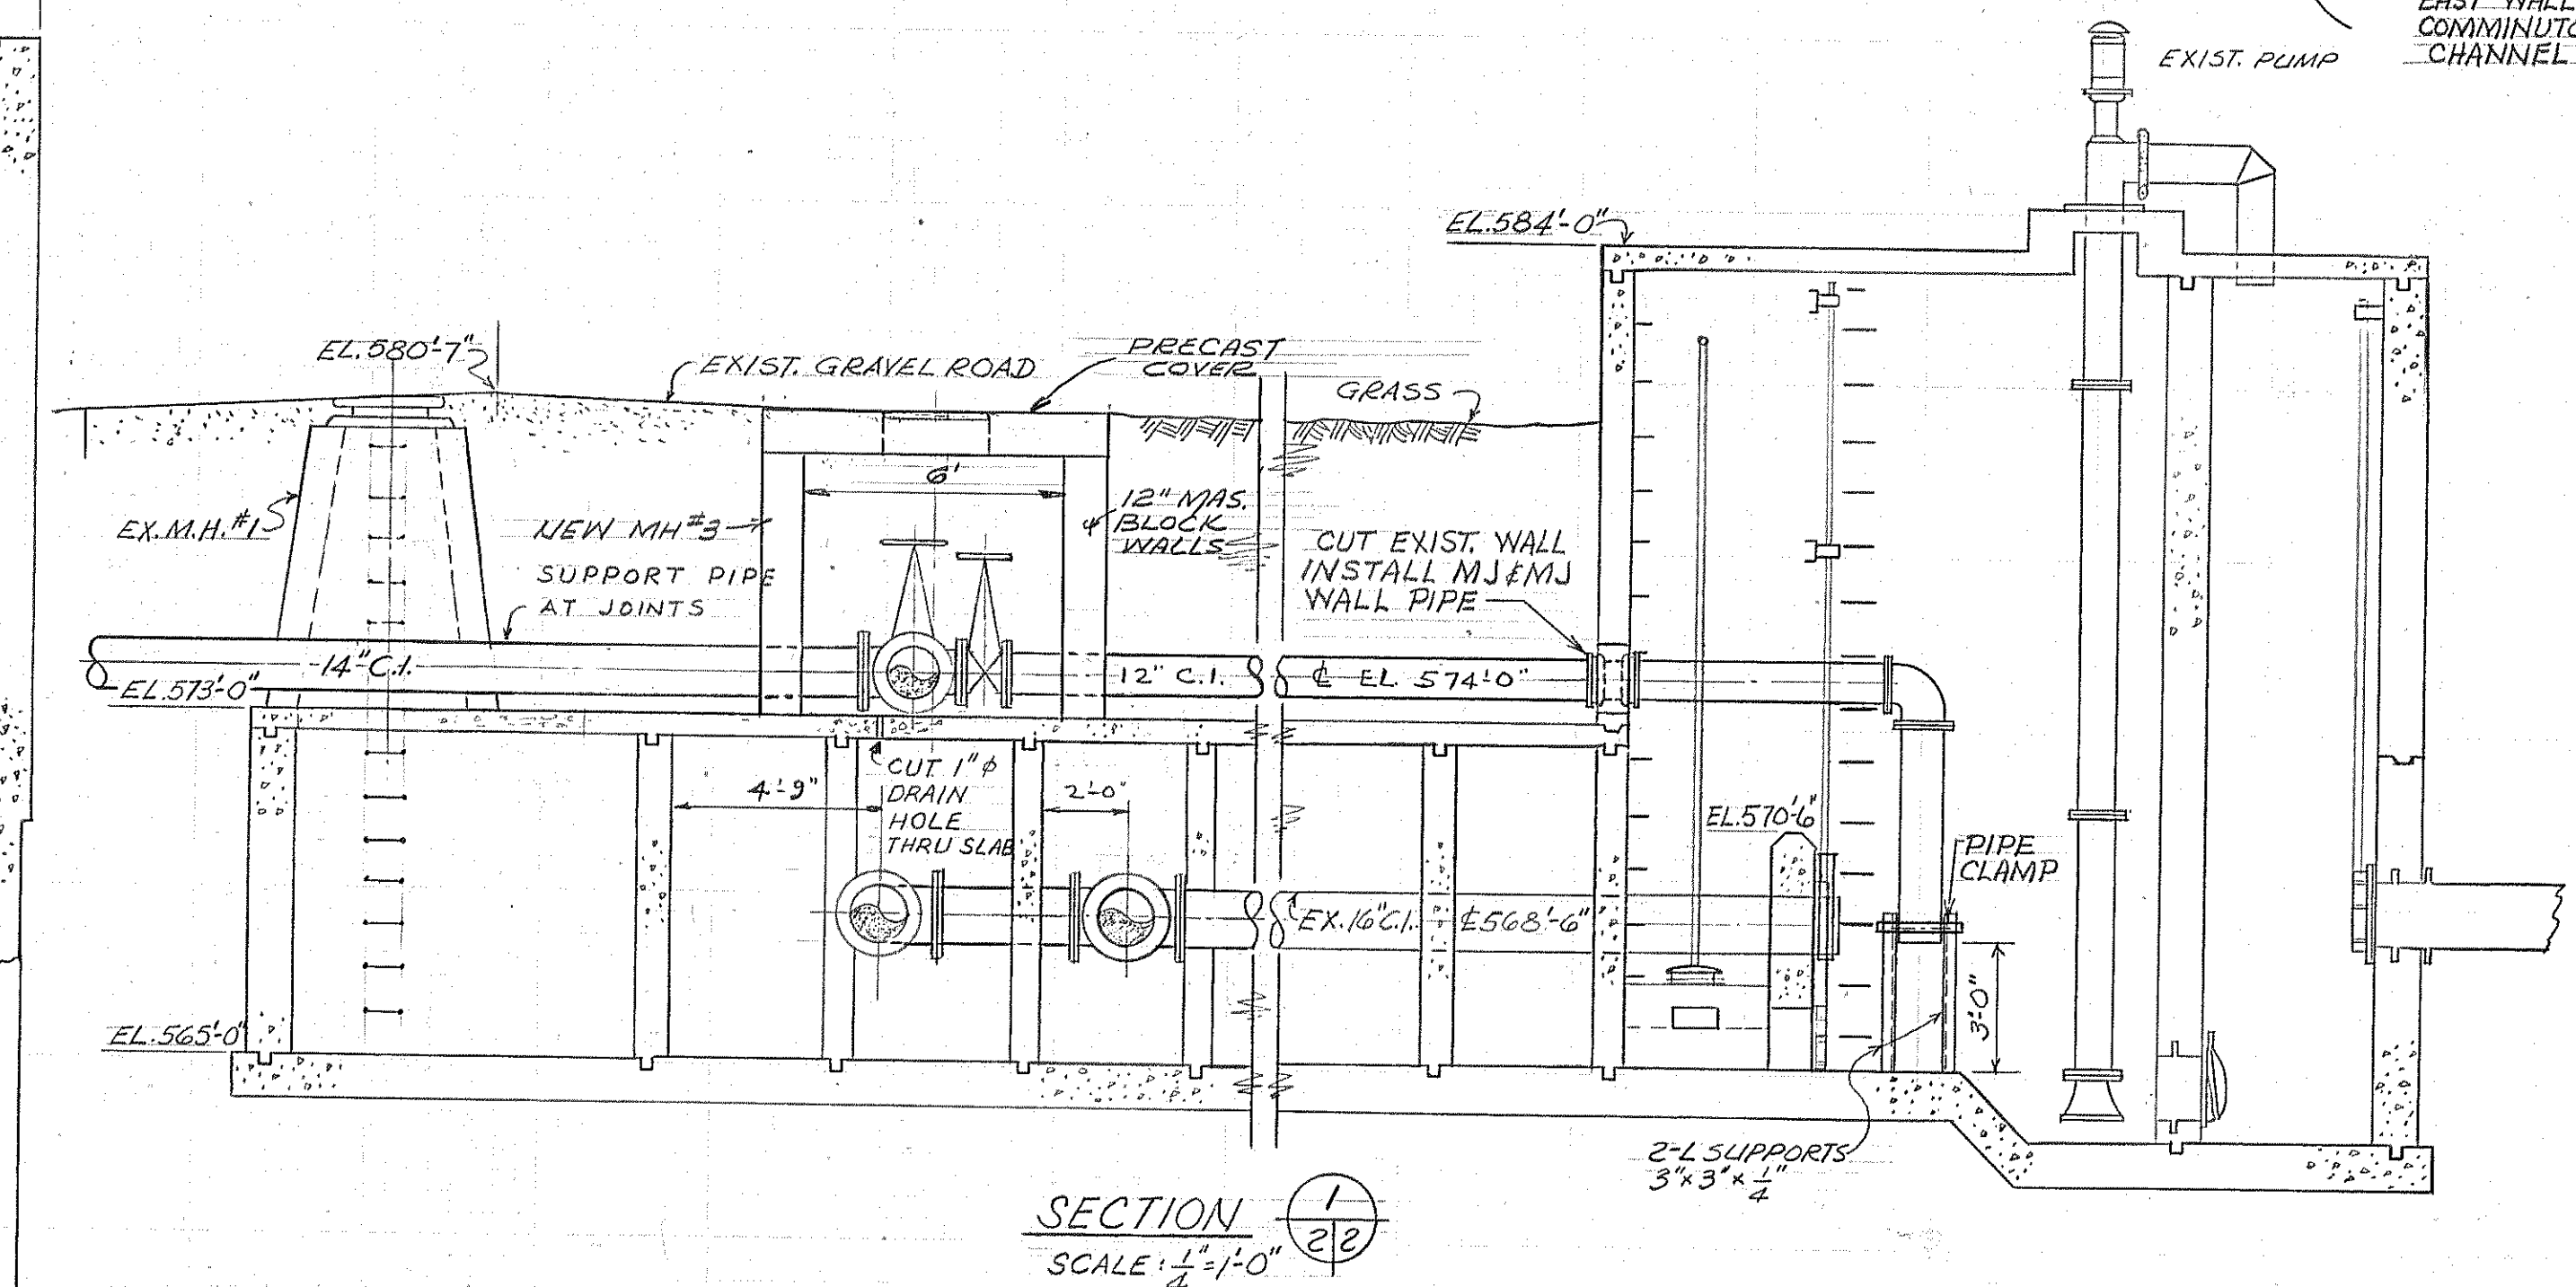 EAST WALL
COMMINUTO
CHANNEL
EXIST. PUMP
EL.584'-0"
EL.580'-7"
EXIST. GRAVEL ROAD
PRECAST
COVER
GRASS
6'
EX. M.H. #1
NEW MH #3
12" MAS.
BLOCK
WALLS
SUPPORT PIPE
AT JOINTS
CUT EXIST. WALL
INSTALL MJ & MJ
WALL PIPE
14" C.I.
EL.573'-0"
12" C.I.
℄ EL 574'-0"
CUT 1" φ
DRAIN
HOLE
THRU SLAB
4'-9"
2'-0"
EL.570'-6"
PIPE
CLAMP
EX. 16" C.I.
℄ 568'-6"
3'-0"
EL.565'-0"
2-L SUPPORTS
3" x 3" x 1/4"
SECTION
1
2 2
SCALE : 1/4" = 1'-0"